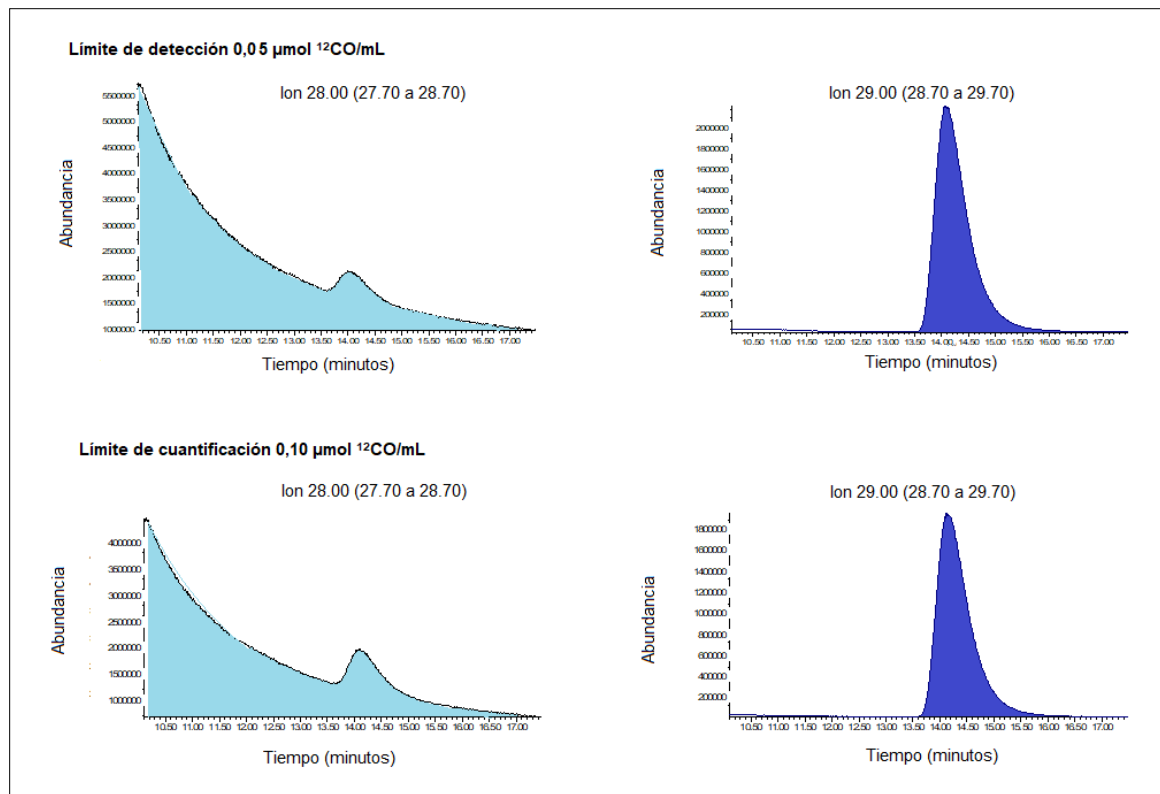 Límite de detección 0,05 µmol ¹²CO/mL
Ion 28.00 (27.70 a 28.70)
Abundancia
5500000
5000000
4500000
4000000
3500000
3000000
2500000
2000000
1500000
1000000
10.50 11.00 11.50 12.00 12.50 13.00 13.50 14.00 14.50 15.00 15.50 16.00 16.50 17.00
Tiempo (minutos)
Ion 29.00 (28.70 a 29.70)
Abundancia
2000000
1800000
1600000
1400000
1200000
1000000
800000
600000
400000
200000
10.50 11.00 11.50 12.00 12.50 13.00 13.50 14.00 14.50 15.00 15.50 16.00 16.50 17.00
Tiempo (minutos)
Límite de cuantificación 0,10 µmol ¹²CO/mL
Ion 28.00 (27.70 a 28.70)
Abundancia
4000000
3500000
3000000
2500000
2000000
1500000
1000000
10.50 11.00 11.50 12.00 12.50 13.00 13.50 14.00 14.50 15.00 15.50 16.00 16.50 17.00
Tiempo (minutos)
Ion 29.00 (28.70 a 29.70)
Abundancia
1800000
1600000
1400000
1200000
1000000
800000
600000
400000
200000
10.50 11.00 11.50 12.00 12.50 13.00 13.50 14.00 14.50 15.00 15.50 16.00 16.50 17.00
Tiempo (minutos)